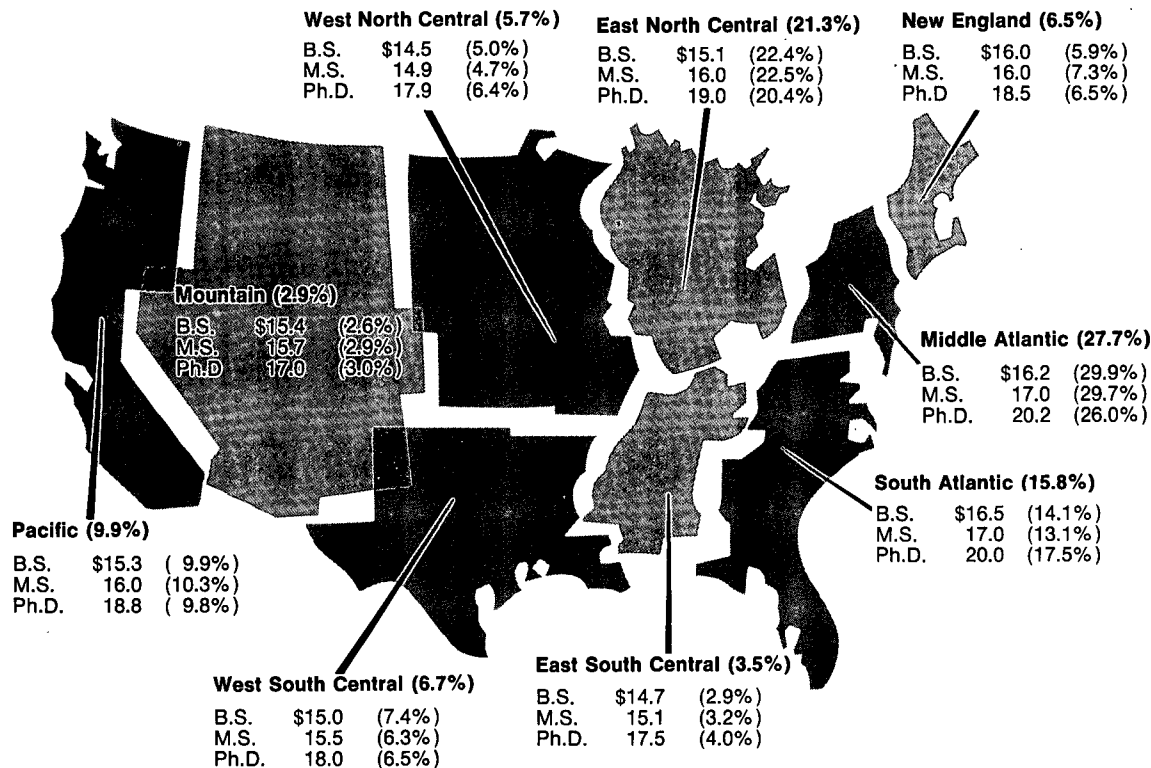 West North Central (5.7%)
B.S. $14.5 (5.0%)
M.S. 14.9 (4.7%)
Ph.D. 17.9 (6.4%)
East North Central (21.3%)
B.S. $15.1 (22.4%)
M.S. 16.0 (22.5%)
Ph.D. 19.0 (20.4%)
New England (6.5%)
B.S. $16.0 (5.9%)
M.S. 16.0 (7.3%)
Ph.D 18.5 (6.5%)
Mountain (2.9%)
B.S. $15.4 (2.6%)
M.S. 15.7 (2.9%)
Ph.D 17.0 (3.0%)
Middle Atlantic (27.7%)
B.S. $16.2 (29.9%)
M.S. 17.0 (29.7%)
Ph.D. 20.2 (26.0%)
South Atlantic (15.8%)
B.S. $16.5 (14.1%)
M.S. 17.0 (13.1%)
Ph.D. 20.0 (17.5%)
Pacific (9.9%)
B.S. $15.3 ( 9.9%)
M.S. 16.0 (10.3%)
Ph.D. 18.8 ( 9.8%)
West South Central (6.7%)
B.S. $15.0 (7.4%)
M.S. 15.5 (6.3%)
Ph.D. 18.0 (6.5%)
East South Central (3.5%)
B.S. $14.7 (2.9%)
M.S. 15.1 (3.2%)
Ph.D. 17.5 (4.0%)